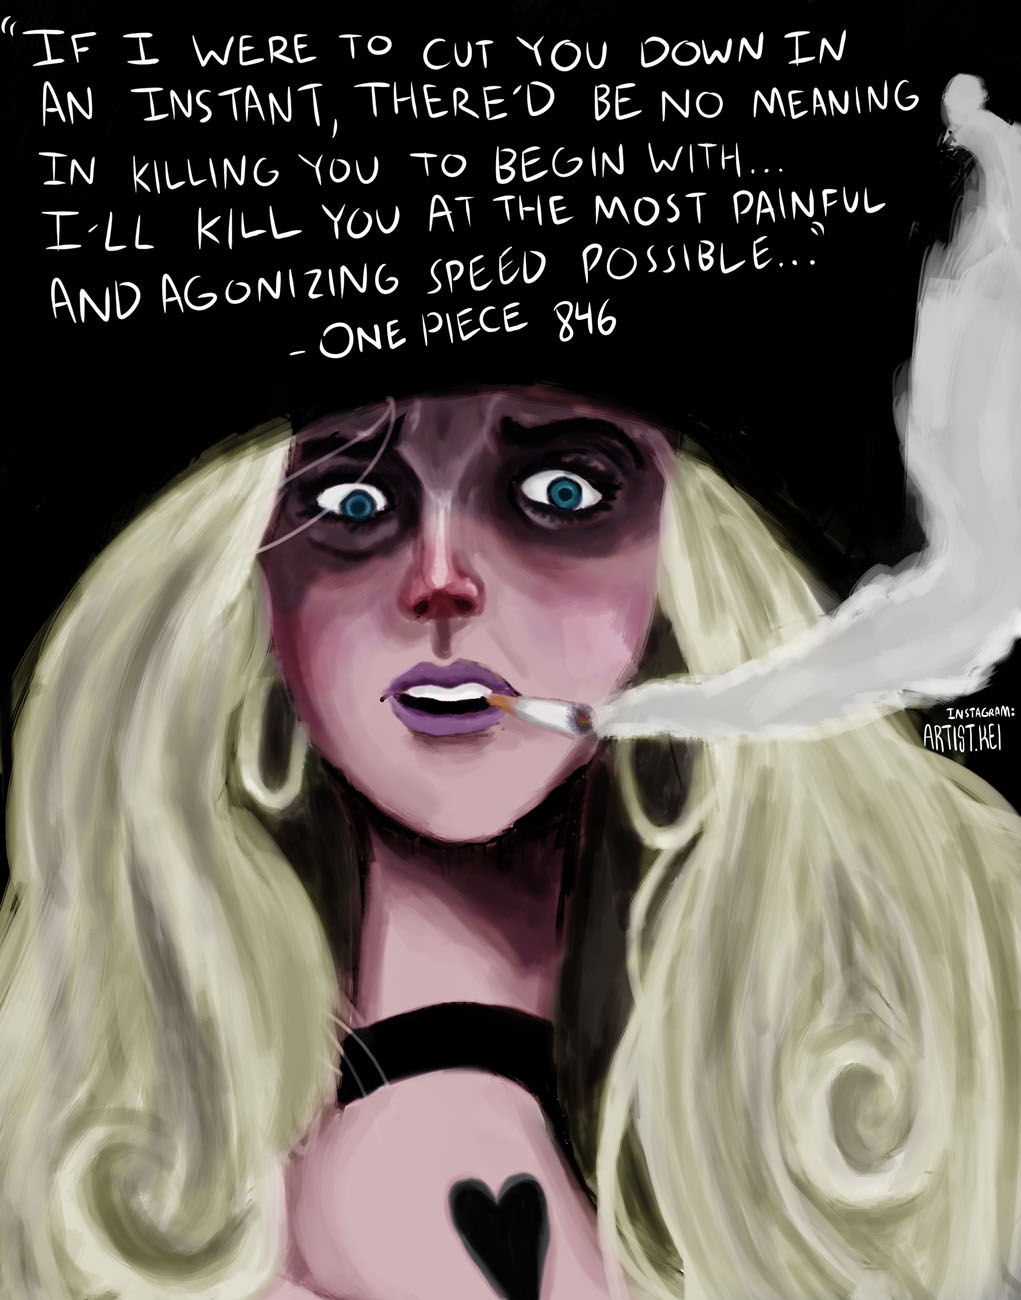 "IF I WERE TO CUT YOU DOWN IN
AN INSTANT, THERE'D BE NO MEANING
IN KILLING YOU TO BEGIN WITH...
I'LL KILL YOU AT THE MOST PAINFUL
AND AGONIZING SPEED POSSIBLE..."
- ONE PIECE 846
INSTAGRAM:
ARTIST.KEI